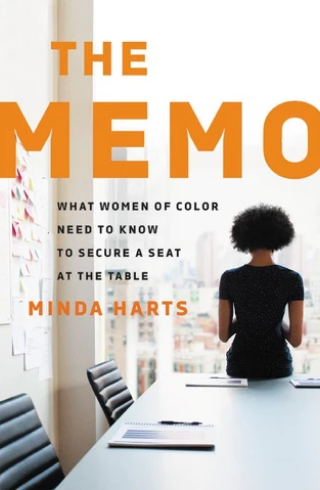 THE
MEMO
WHAT WOMEN OF COLOR
NEED TO KNOW
TO SECURE A SEAT
AT THE TABLE
MINDA HARTS